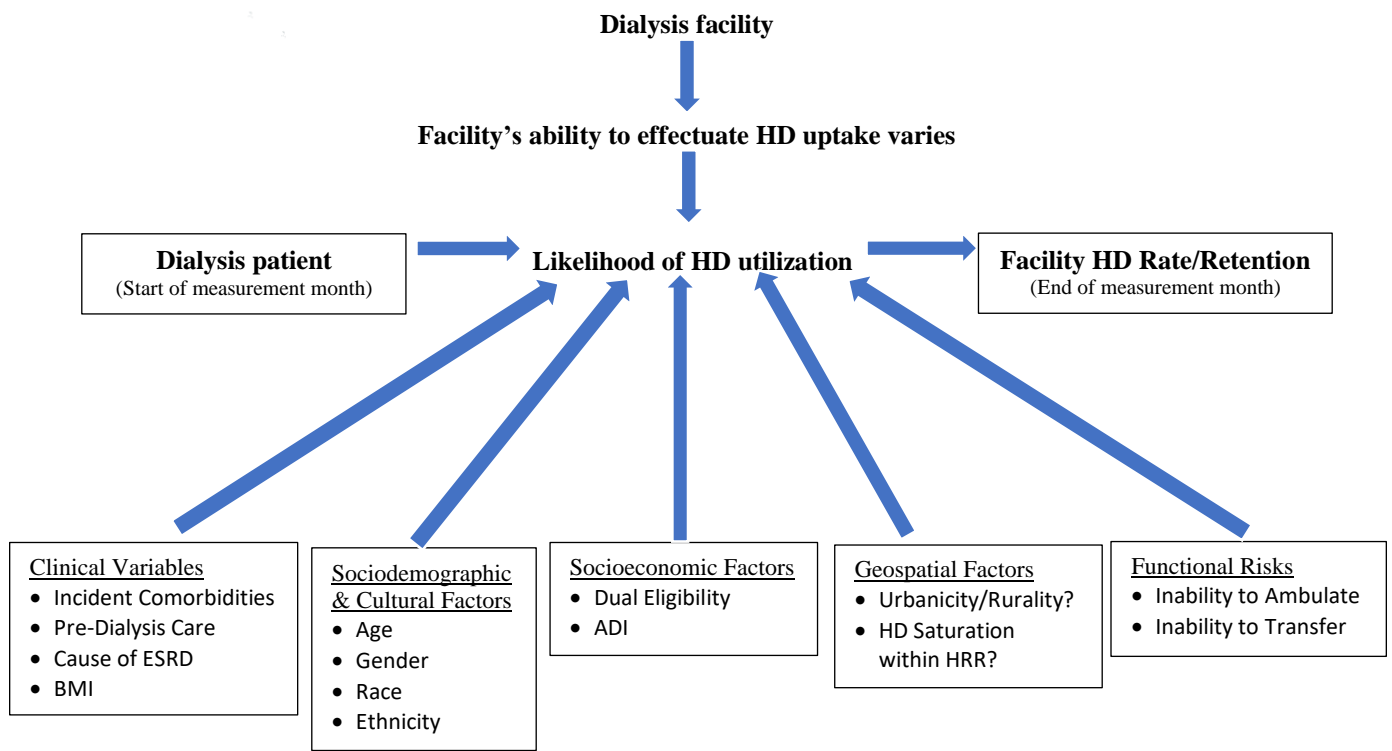 Dialysis facility
Facility’s ability to effectuate HD uptake varies
Dialysis patient
(Start of measurement month)
Likelihood of HD utilization
Facility HD Rate/Retention
(End of measurement month)
Clinical Variables
• Incident Comorbidities
• Pre-Dialysis Care
• Cause of ESRD
• BMI
Sociodemographic
& Cultural Factors
• Age
• Gender
• Race
• Ethnicity
Socioeconomic Factors
• Dual Eligibility
• ADI
Geospatial Factors
• Urbanicity/Rurality?
• HD Saturation
within HRR?
Functional Risks
• Inability to Ambulate
• Inability to Transfer